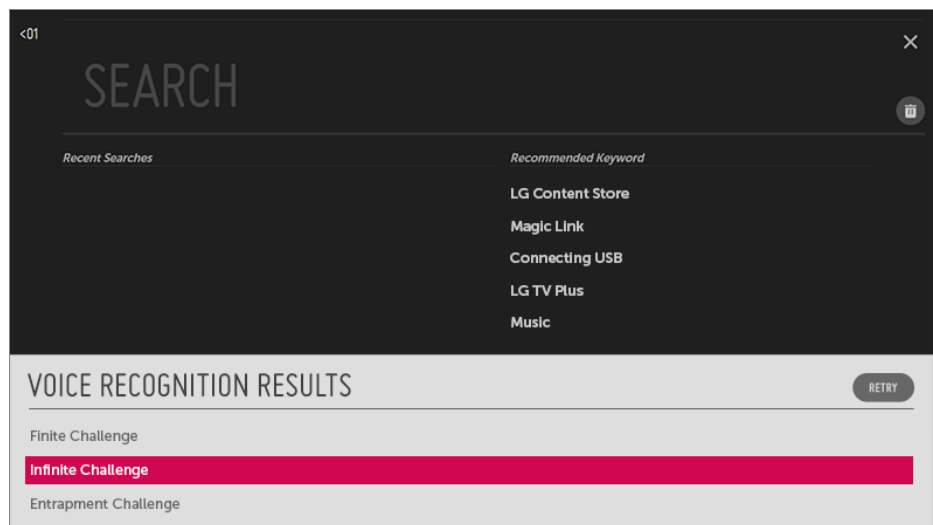 <01
SEARCH
Recent Searches
Recommended Keyword
LG Content Store
Magic Link
Connecting USB
LG TV Plus
Music
VOICE RECOGNITION RESULTS
RETRY
Finite Challenge
Infinite Challenge
Entrapment Challenge